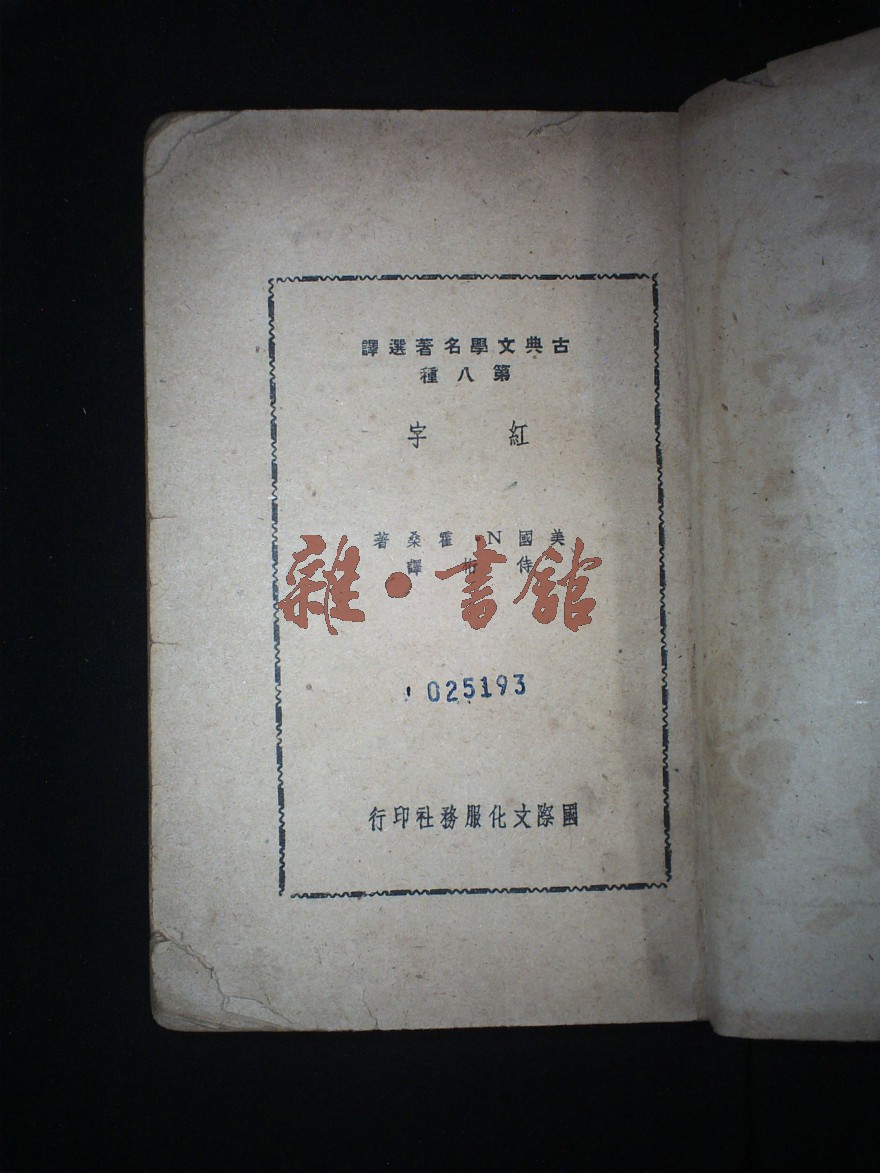 古典文學名著選譯
第八種
紅字
美國N·霍桑著
侍桁譯
雜·書館
025193
國際文化服務社印行